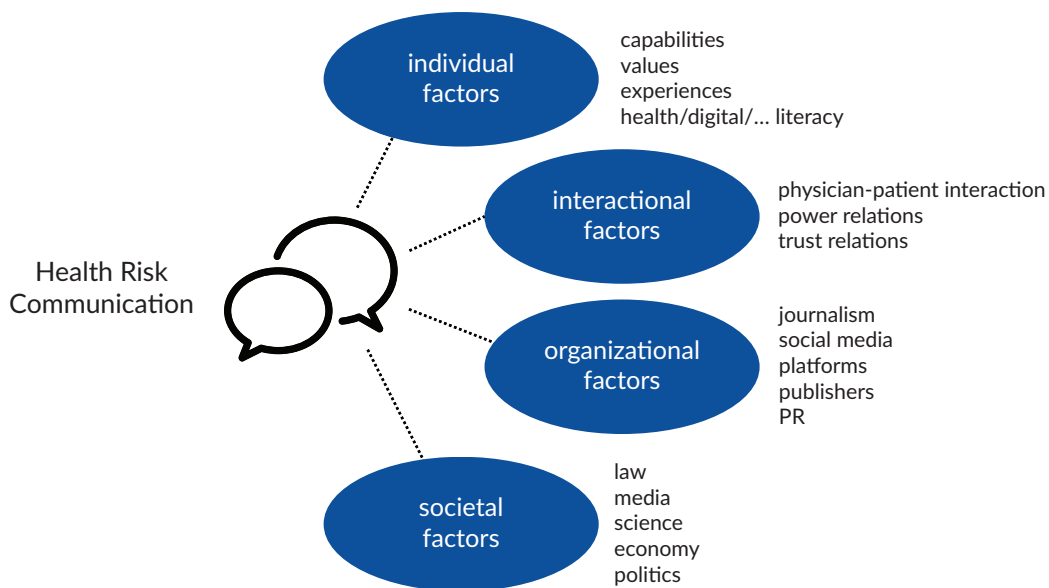 individual
factors
capabilities
values
experiences
health/digital/... literacy
interactional
factors
physician-patient interaction
power relations
trust relations
Health Risk
Communication
organizational
factors
journalism
social media
platforms
publishers
PR
societal
factors
law
media
science
economy
politics